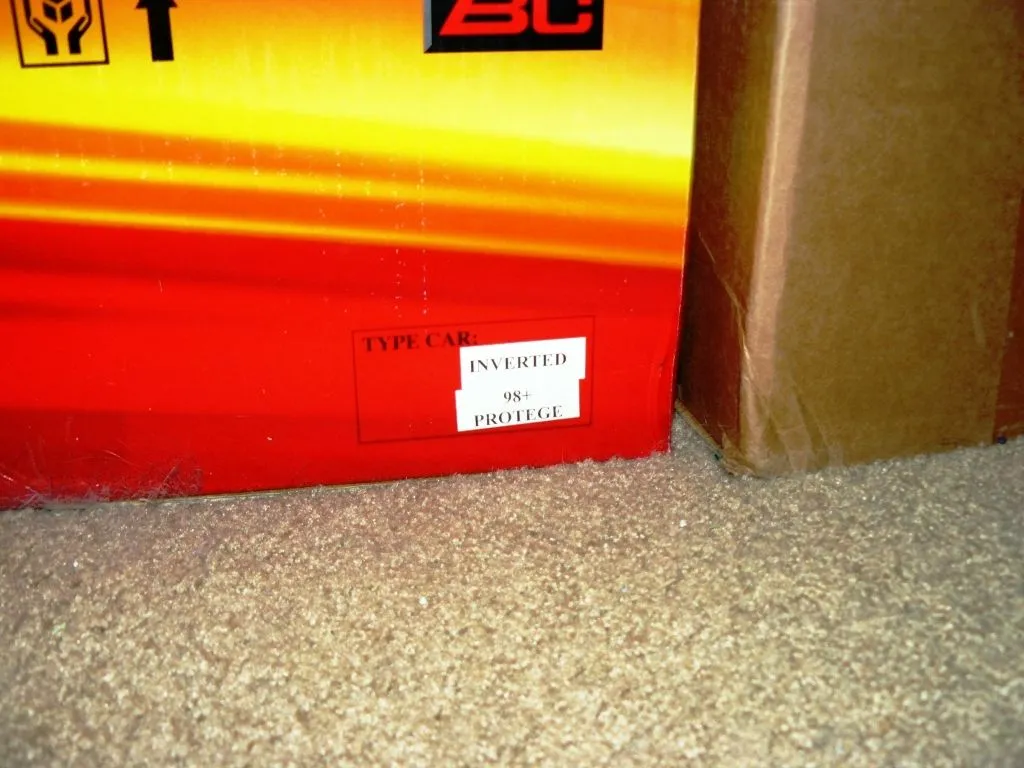 BC
TYPE CAR:
INVERTED
98+
PROTEGE